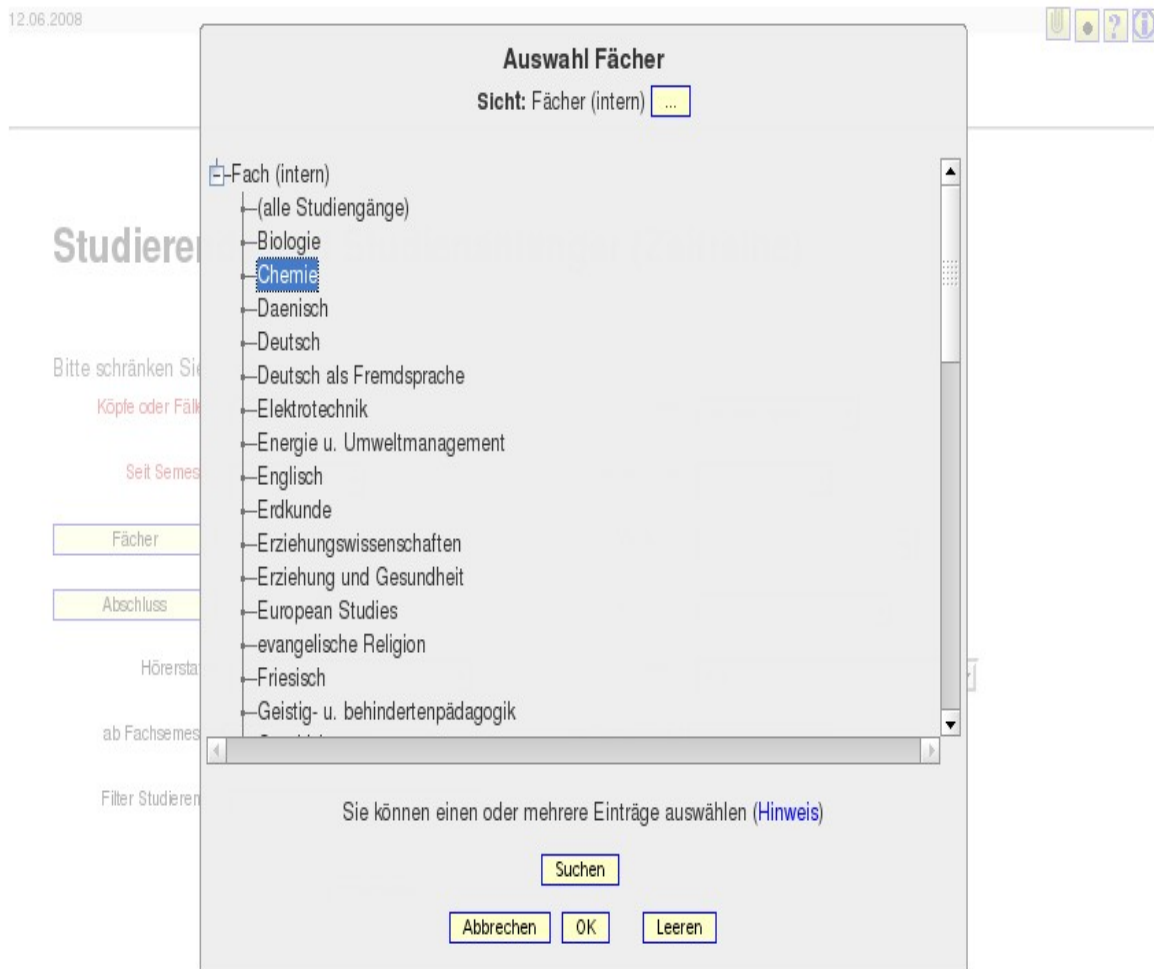 12.06.2008
Auswahl Fächer
Sicht: Fächer (intern) ...
Fach (intern)
(alle Studiengänge)
Biologie
Chemie
Daenisch
Deutsch
Deutsch als Fremdsprache
Elektrotechnik
Energie u. Umweltmanagement
Englisch
Erdkunde
Erziehungswissenschaften
Erziehung und Gesundheit
European Studies
evangelische Religion
Friesisch
Geistig- u. behindertenpädagogik
Studieren
Bitte schränken Sie
Köpfe oder Fälle
Seit Semes
Fächer
Abschluss
Hörersta
ab Fachsemes
Filter Studieren
Sie können einen oder mehrere Einträge auswählen (Hinweis)
Suchen
Abbrechen OK Leeren